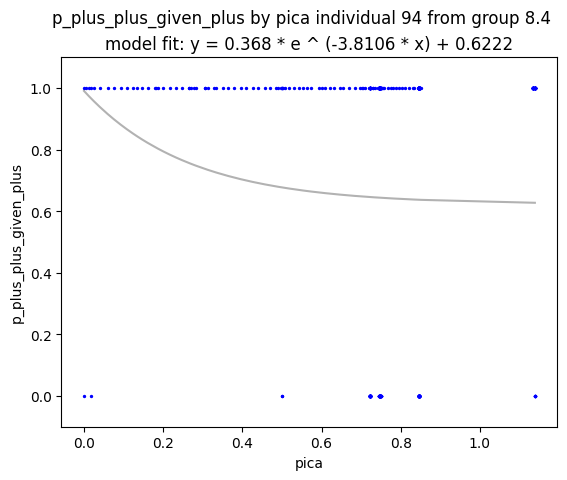 p_plus_plus_given_plus by pica individual 94 from group 8.4
model fit: y = 0.368 * e ^ (-3.8106 * x) + 0.6222
p_plus_plus_given_plus
1.0
0.8
0.6
0.4
0.2
0.0
0.0 0.2 0.4 0.6 0.8 1.0
pica